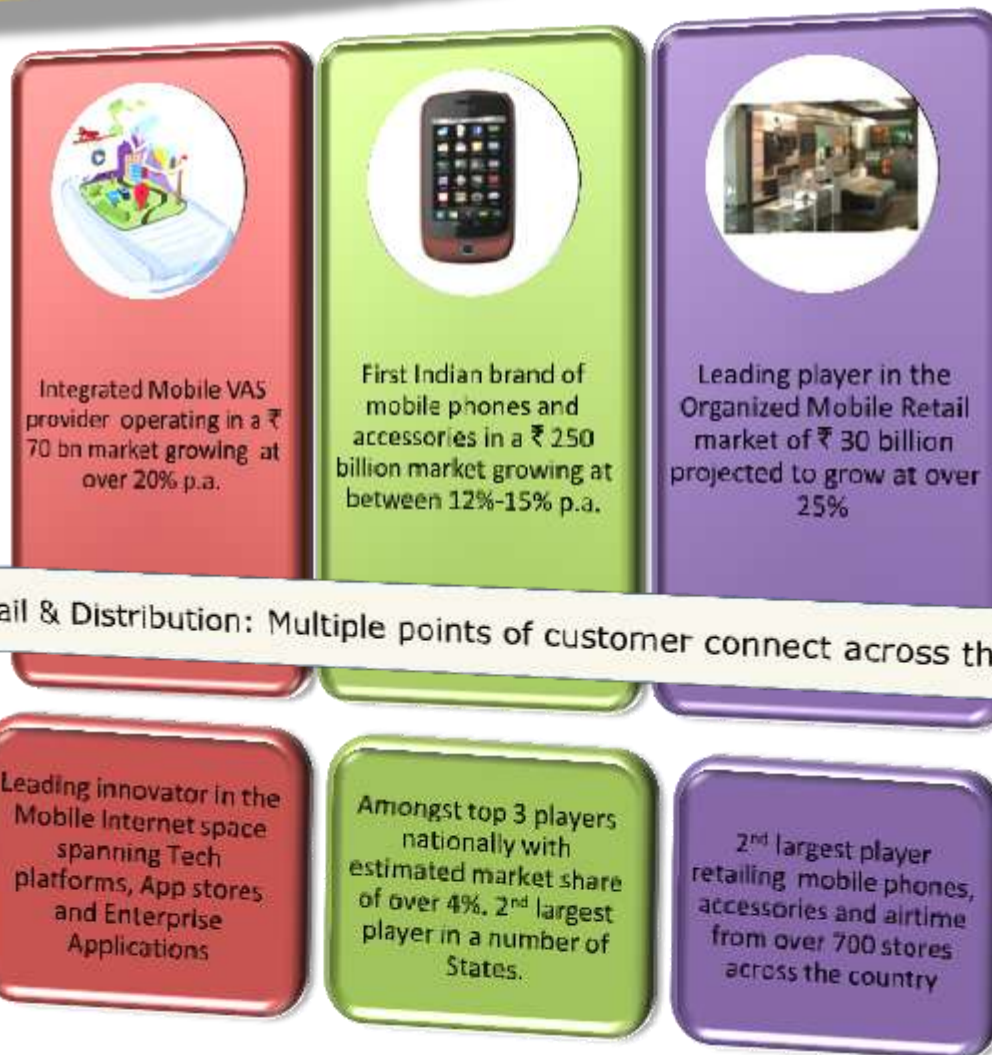 Integrated Mobile VAS
provider operating in a ₹
70 bn market growing at
over 20% p.a.
First Indian brand of
mobile phones and
accessories in a ₹ 250
billion market growing at
between 12%-15% p.a.
Leading player in the
Organized Mobile Retail
market of ₹ 30 billion
projected to grow at over
25%
ail & Distribution: Multiple points of customer connect across th
Leading innovator in the
Mobile Internet space
spanning Tech
platforms, App stores
and Enterprise
Applications
Amongst top 3 players
nationally with
estimated market share
of over 4%. 2nd largest
player in a number of
States.
2nd largest player
retailing mobile phones,
accessories and airtime
from over 700 stores
across the country